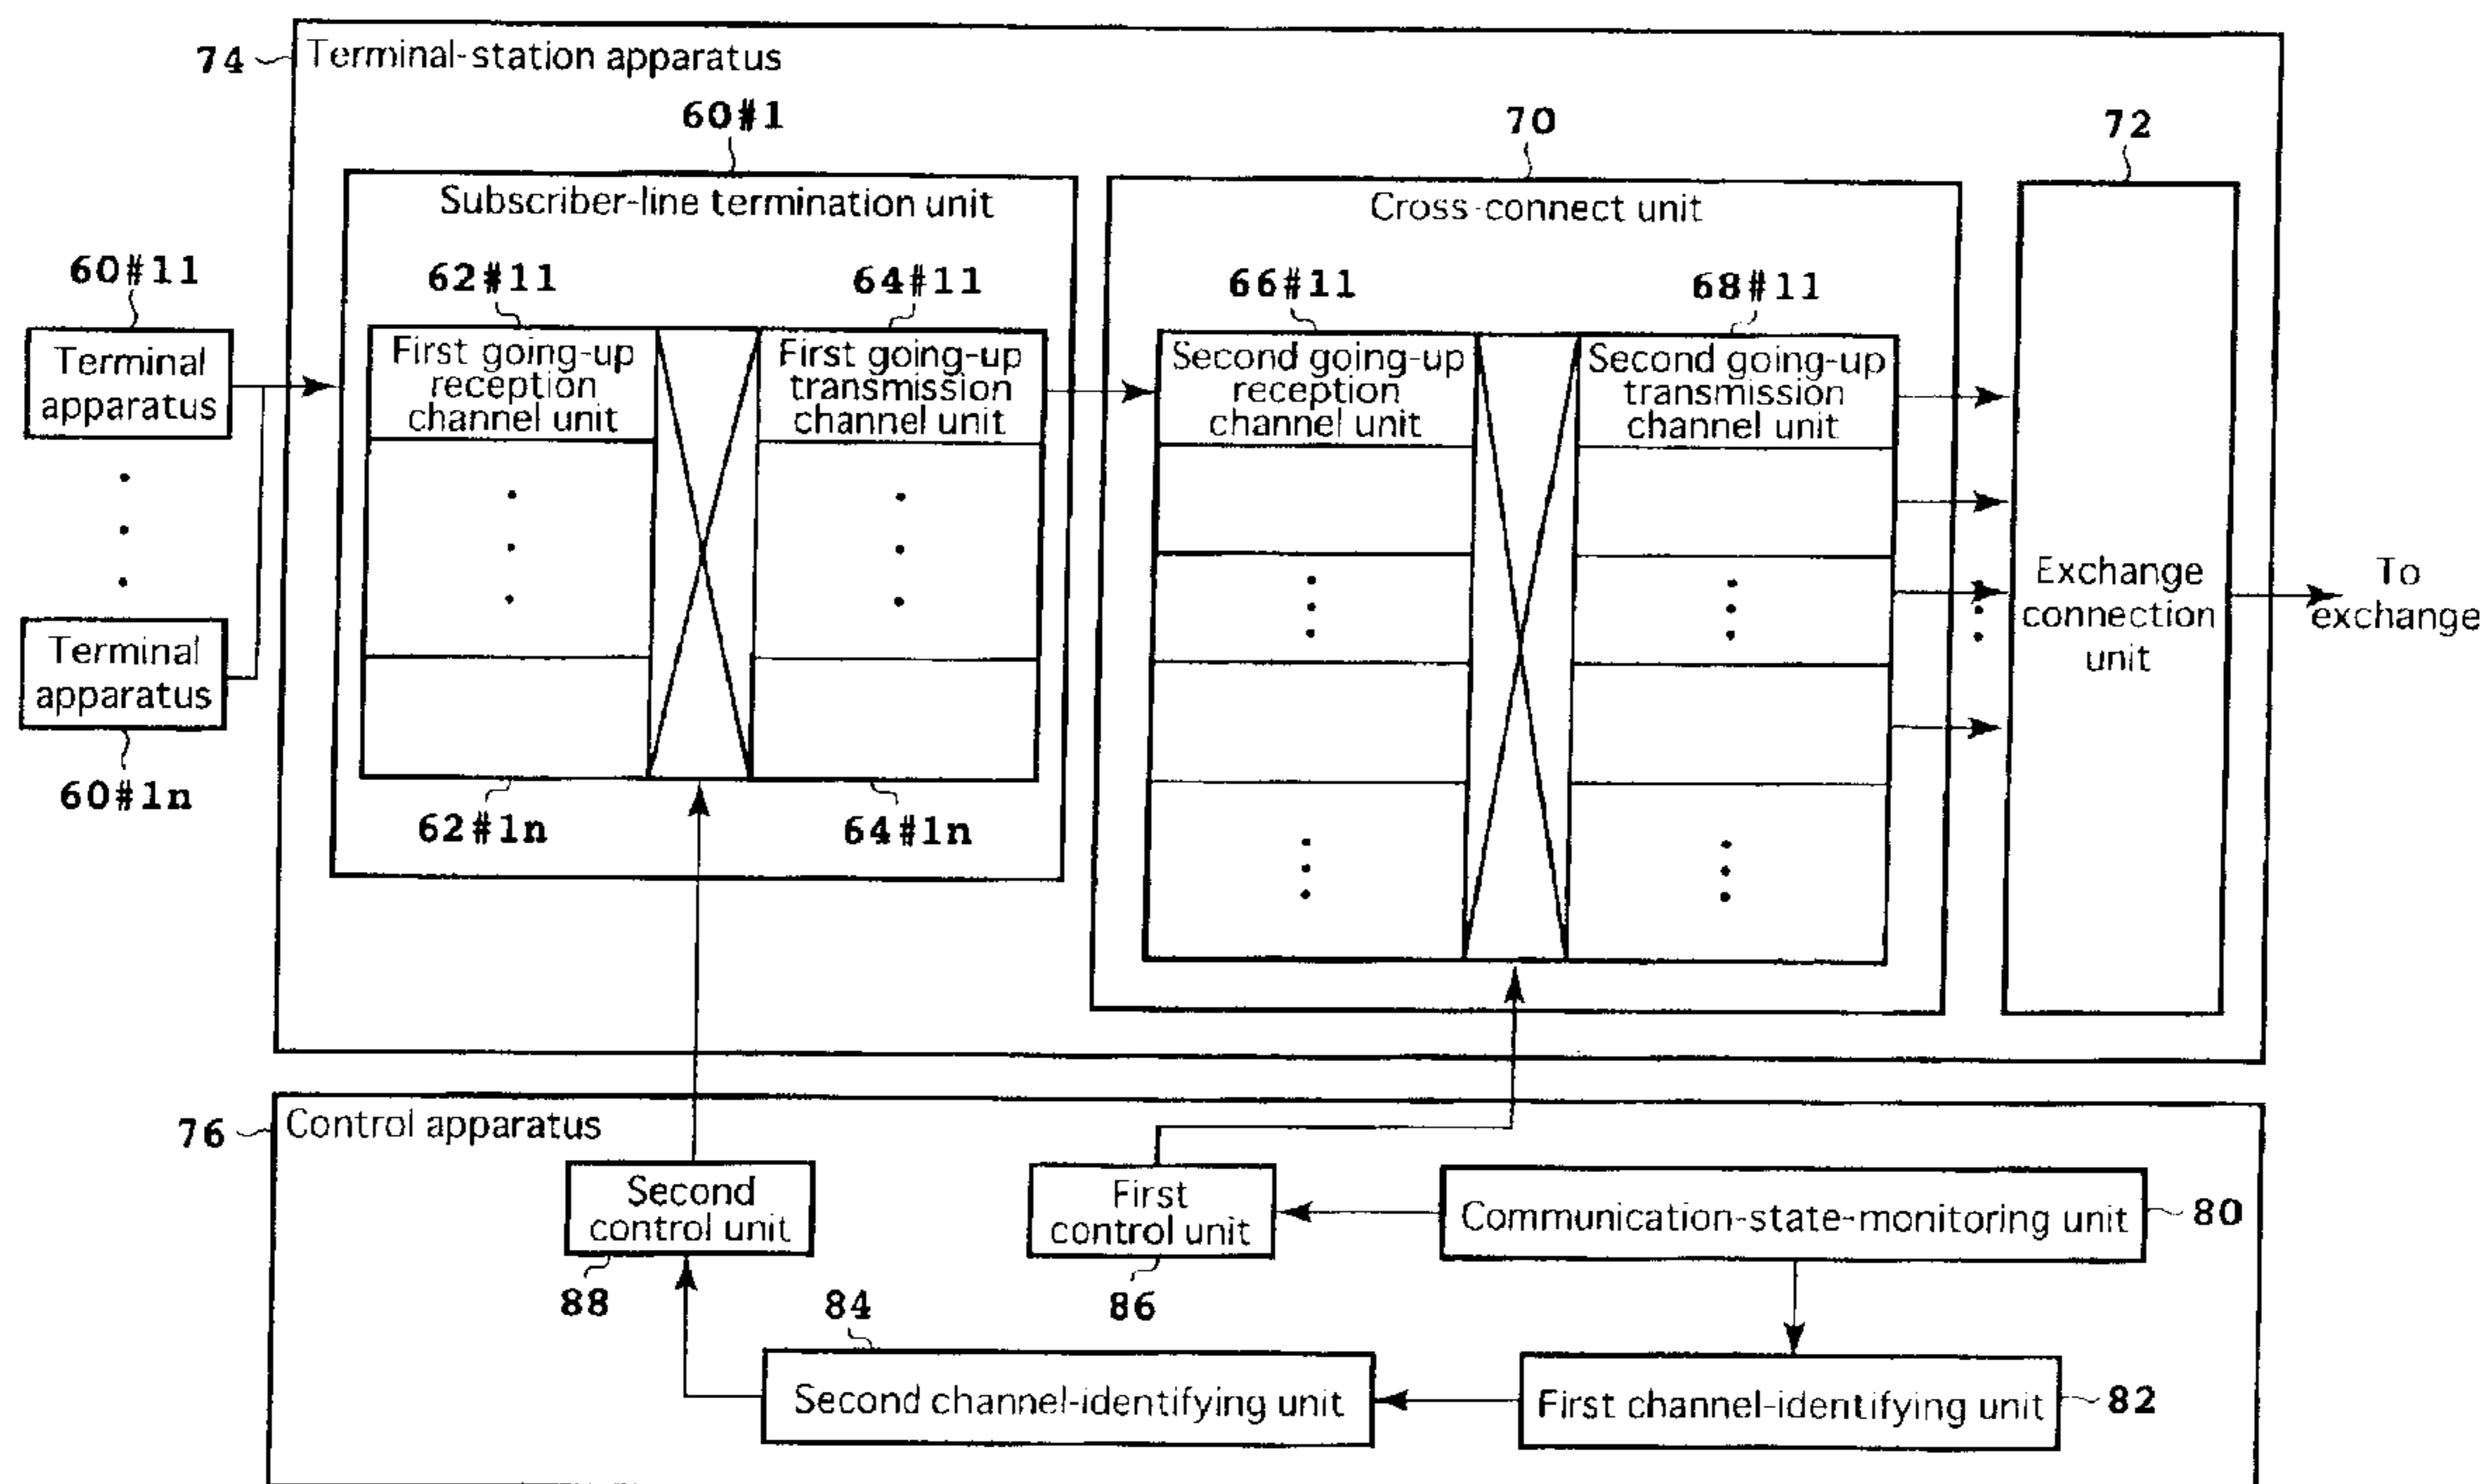 74
Terminal-station apparatus
60#1
70
72
Subscriber-line termination unit
Cross-connect unit
60#11
62#11
64#11
66#11
68#11
Terminal
apparatus
First going-up
reception
channel unit
First going-up
transmission
channel unit
Second going-up
reception
channel unit
Second going-up
transmission
channel unit
Exchange
connection
unit
To
exchange
Terminal
apparatus
60#1n
62#1n
64#1n
76
Control apparatus
Second
control unit
First
control unit
Communication-state-monitoring unit
80
88
84
86
Second channel-identifying unit
First channel-identifying unit
82